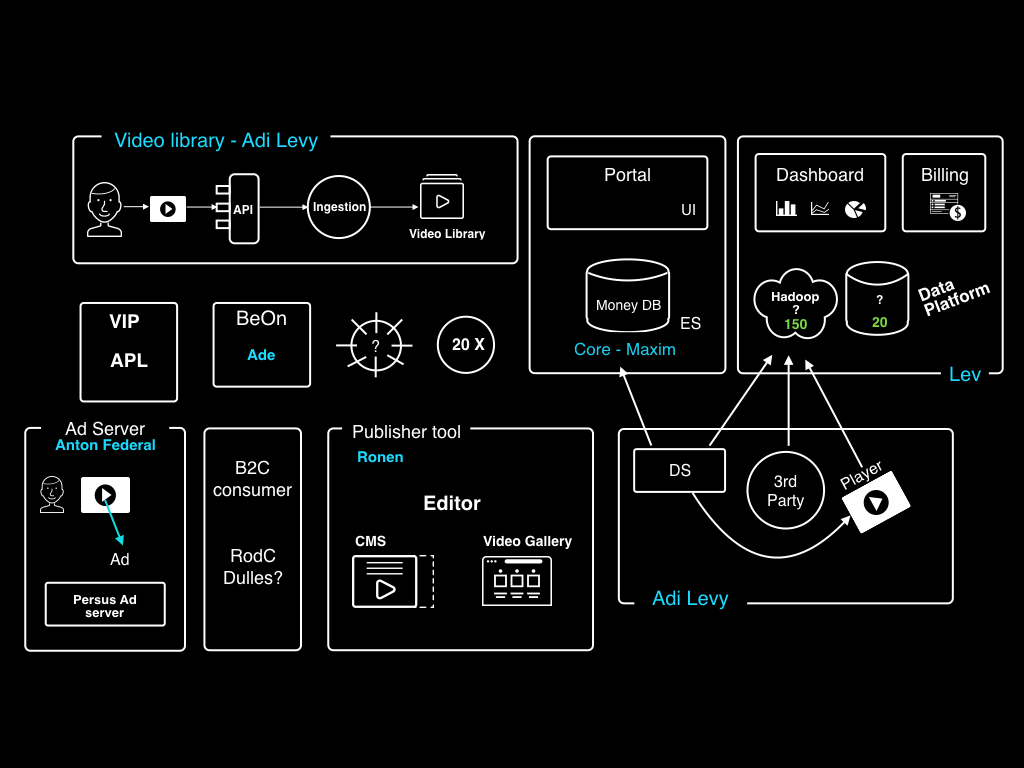 Video library - Adi Levy
API
Ingestion
Video Library
Portal
UI
Money DB
ES
Core - Maxim
Dashboard
Billing
$
Hadoop
?
150
?
20
Data
Platform
Lev
VIP
APL
BeOn
Ade
?
20 X
Ad Server
Anton Federal
Ad
Persus Ad
server
B2C
consumer
RodC
Dulles?
Publisher tool
Ronen
Editor
CMS
Video Gallery
DS
3rd
Party
Player
Adi Levy